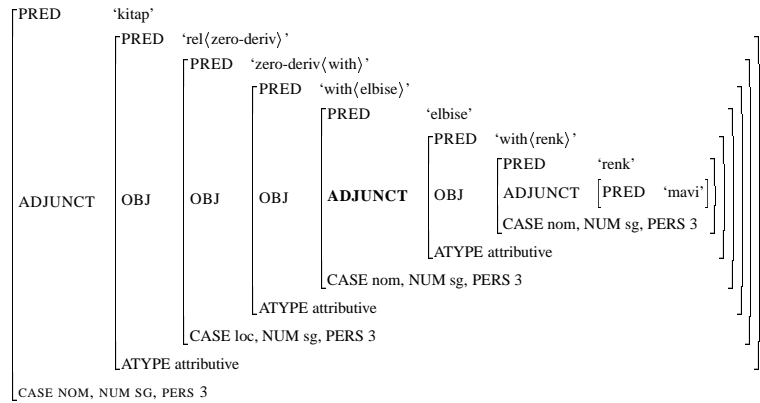 PRED ‘kitap’
PRED ‘rel⟨zero-deriv⟩’
PRED ‘zero-deriv⟨with⟩’
PRED ‘with⟨elbise⟩’
PRED ‘elbise’
PRED ‘with⟨renk⟩’
PRED ‘renk’
ADJUNCT OBJ OBJ OBJ ADJUNCT OBJ ADJUNCT [PRED ‘mavi’]
CASE nom, NUM sg, PERS 3
ATYPE attributive
CASE nom, NUM sg, PERS 3
ATYPE attributive
CASE loc, NUM sg, PERS 3
ATYPE attributive
CASE NOM, NUM SG, PERS 3